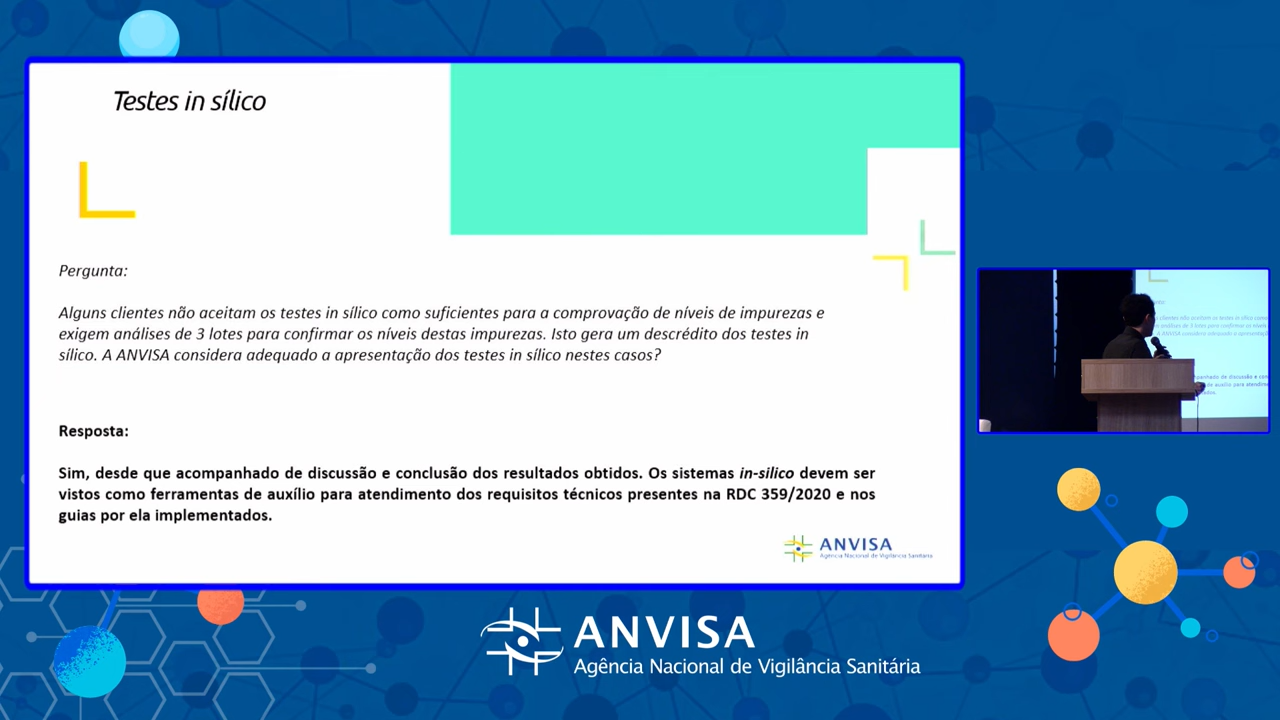 Testes in sílico
Pergunta:
Alguns clientes não aceitam os testes in sílico como suficientes para a comprovação de níveis de impurezas e
exigem análises de 3 lotes para confirmar os níveis destas impurezas. Isto gera um descrédito dos testes in
sílico. A ANVISA considera adequado a apresentação dos testes in sílico nestes casos?
Resposta:
Sim, desde que acompanhado de discussão e conclusão dos resultados obtidos. Os sistemas in-silico devem ser
vistos como ferramentas de auxílio para atendimento dos requisitos técnicos presentes na RDC 359/2020 e nos
guias por ela implementados.
ANVISA
Agência Nacional de Vigilância Sanitária
ANVISA
Agência Nacional de Vigilância Sanitária